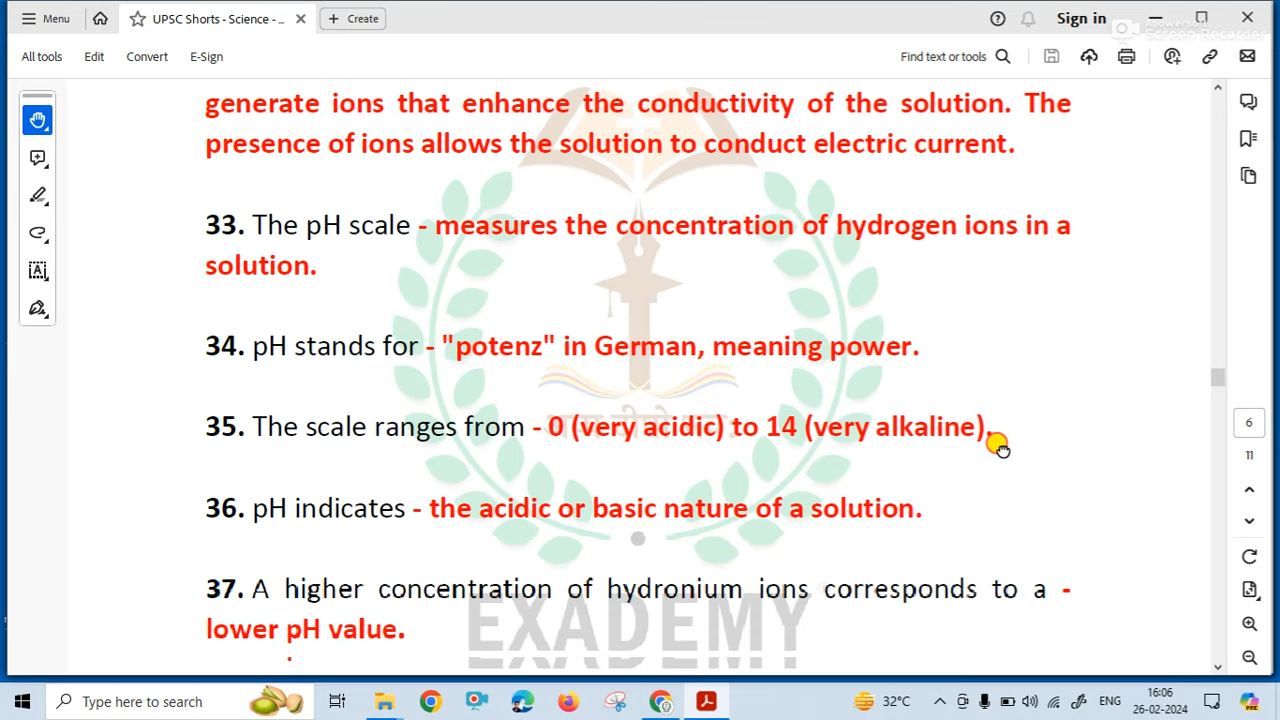 Menu
UPSC Shorts - Science - ...
Create
Sign in
Apowersoft
Screen Recorder
All tools
Edit
Convert
E-Sign
Find text or tools
generate ions that enhance the conductivity of the solution. The
presence of ions allows the solution to conduct electric current.
33. The pH scale - measures the concentration of hydrogen ions in a
solution.
34. pH stands for - "potenz" in German, meaning power.
35. The scale ranges from - 0 (very acidic) to 14 (very alkaline).
36. pH indicates - the acidic or basic nature of a solution.
37. A higher concentration of hydronium ions corresponds to a -
lower pH value.
EXADEMY
6
11
Type here to search
32°C
ENG
16:06
26-02-2024
PRE